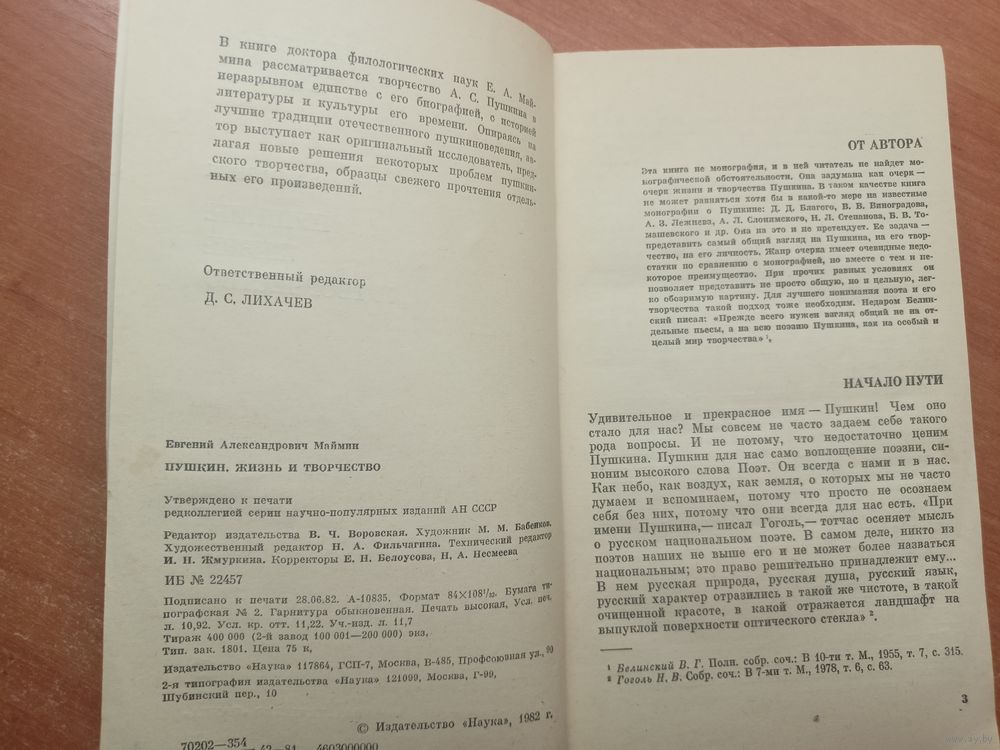 В книге доктора филологических наук Е. А. Май-
мина рассматривается творчество А. С. Пушкина в
неразрывном единстве с его биографией, с историей
литературы и культуры его времени. Опираясь на
лучшие традиции отечественного пушкиноведения, ав-
тор выступает как оригинальный исследователь, пред-
лагая новые решения некоторых проблем пушкин-
ского творчества, образцы свежего прочтения отдель-
ных его произведений.
Ответственный редактор
Д. С. ЛИХАЧЕВ
Евгений Александрович Маймин
ПУШКИН. ЖИЗНЬ И ТВОРЧЕСТВО
Утверждено к печати
редколлегией серии научно-популярных изданий АН СССР
Редактор издательства В. Ч. Воровская. Художник М. М. Бабенков.
Художественный редактор Н. А. Фильчагина. Технический редактор
И. Н. Жмуркина. Корректоры Е. Н. Белоусова, Н. А. Несмеева
ИБ № 22457
Подписано к печати 28.06.82. А-10835. Формат 84×108¹/₃₂. Бумага ти-
пографская № 2. Гарнитура обыкновенная. Печать высокая, Усл. печ.
л. 10,92. Усл. кр. отт. 11,22. Уч.-изд. л. 11,7
Тираж 400 000 (2-й завод 100 001—200 000) экз.
Тип. зак. 1801. Цена 75 к,
Издательство «Наука» 117864, ГСП-7, Москва, В-485, Профсоюзная ул., 90
2-я типография издательства «Наука» 121099, Москва, Г-99,
Шубинский пер., 10
© Издательство «Наука», 1982 г.
70202—354
42—81 4603000000
ОТ АВТОРА
Эта книга не монография, и в ней читатель не найдет мо-
нографической обстоятельности. Она задумана как очерк —
очерк жизни и творчества Пушкина. В таком качестве книга
не может равняться хотя бы в какой-то мере на известные
монографии о Пушкине: Д. Д. Благого, В. В. Виноградова,
А. З. Лежнева, А. Л. Слонимского, Н. Л. Степанова, Б. В. То-
машевского и др. Она на это и не претендует. Ее задача —
представить самый общий взгляд на Пушкина, на его твор-
чество, на его личность. Жанр очерка имеет очевидные недо-
статки по сравнению с монографией, но вместе с тем и не-
которое преимущество. При прочих равных условиях он
позволяет представить не просто общую, но и цельную, лег-
ко обозримую картину. Для лучшего понимания поэта и его
творчества такой подход тоже необходим. Недаром Белин-
ский писал: «Прежде всего нужен взгляд общий не на от-
дельные пьесы, а на всю поэзию Пушкина, как на особый и
целый мир творчества» ¹.
НАЧАЛО ПУТИ
Удивительное и прекрасное имя — Пушкин! Чем оно
стало для нас? Мы совсем не часто задаем себе такого
рода вопросы. И не потому, что недостаточно ценим
Пушкина. Пушкин для нас само воплощение поэзии, си-
ноним высокого слова Поэт. Он всегда с нами и в нас.
Как небо, как воздух, как земля, о которых мы не часто
думаем и вспоминаем, потому что просто не осознаем
себя без них, потому что они всегда для нас есть. «При
имени Пушкина,— писал Гоголь,— тотчас осеняет мысль
о русском национальном поэте. В самом деле, никто из
поэтов наших не выше его и не может более назваться
национальным; это право решительно принадлежит ему...
В нем русская природа, русская душа, русский язык,
русский характер отразились в такой же чистоте, в такой
очищенной красоте, в какой отражается ландшафт на
выпуклой поверхности оптического стекла» ².
¹ Белинский В. Г. Полн. собр. соч.: В 10-ти т. М., 1955, т. 7, с. 315.
² Гоголь Н. В. Собр. соч.: В 7-ми т. М., 1978, т. 6, с. 63.
3
www.ay.by